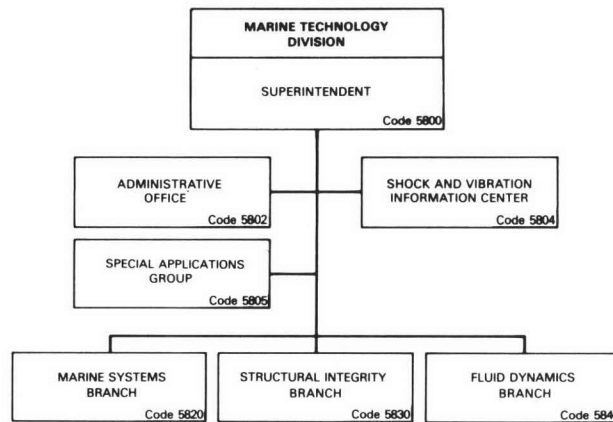 MARINE TECHNOLOGY
DIVISION
SUPERINTENDENT
Code 5800
ADMINISTRATIVE
OFFICE
Code 5802
SHOCK AND VIBRATION
INFORMATION CENTER
Code 5804
SPECIAL APPLICATIONS
GROUP
Code 5805
MARINE SYSTEMS
BRANCH
Code 5820
STRUCTURAL INTEGRITY
BRANCH
Code 5830
FLUID DYNAMICS
BRANCH
Code